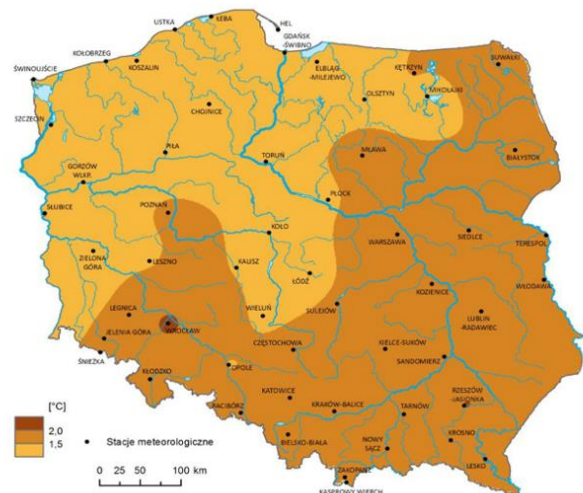 ŁEBA
USTKA
HEL
GDAŃSK
-ŚWIBNO
KOŁOBRZEG
KOSZALIN
ELBLĄG
-MILEJEWO
KĘTRZYN
SUWAŁKI
ŚWINOUJŚCIE
MIKOŁAJKI
OLSZTYN
CHOJNICE
SZCZECIN
PIŁA
TORUŃ
MŁAWA
BIAŁYSTOK
GORZÓW
WLKP.
PŁOCK
SŁUBICE
POZNAŃ
KOŁO
WARSZAWA
SIEDLCE
TERESPOL
ZIELONA
GÓRA
LESZNO
KALISZ
ŁÓDŹ
KOZIENICE
WŁODAWA
LEGNICA
WIELUŃ
SULEJÓW
LUBLIN
-RADAWIEC
WROCŁAW
JELENIA GÓRA
CZĘSTOCHOWA
KIELCE-SUKÓW
ŚNIEŻKA
SANDOMIERZ
OPOLE
KŁODZKO
KATOWICE
RZESZÓW
-JASIONKA
RACIBÓRZ
KRAKÓW-BALICE
TARNÓW
KROSNO
BIELSKO-BIAŁA
NOWY
SĄCZ
LESKO
ZAKOPANE
KASPROWY WIERCH
[°C]
2,0
1,5
Stacje meteorologiczne
0 25 50 100 km